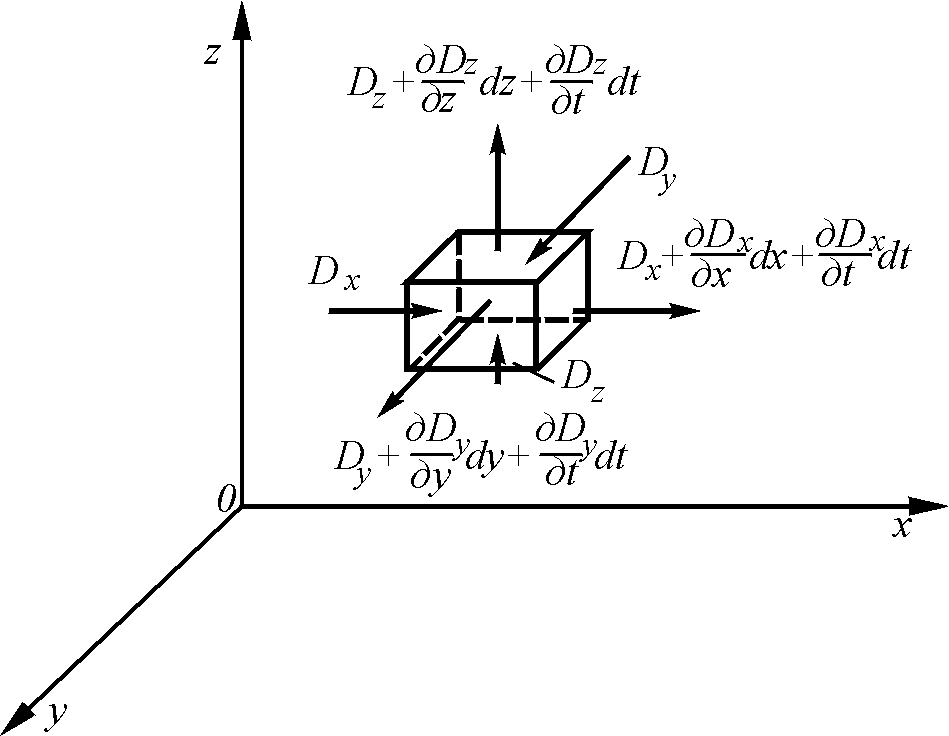 z
D_z + ∂D_z/∂z dz + ∂D_z/∂t dt
D_y
D_x + ∂D_x/∂x dx + ∂D_x/∂t dt
D_x
D_z
D_y + ∂D_y/∂y dy + ∂D_y/∂t dt
0
x
y